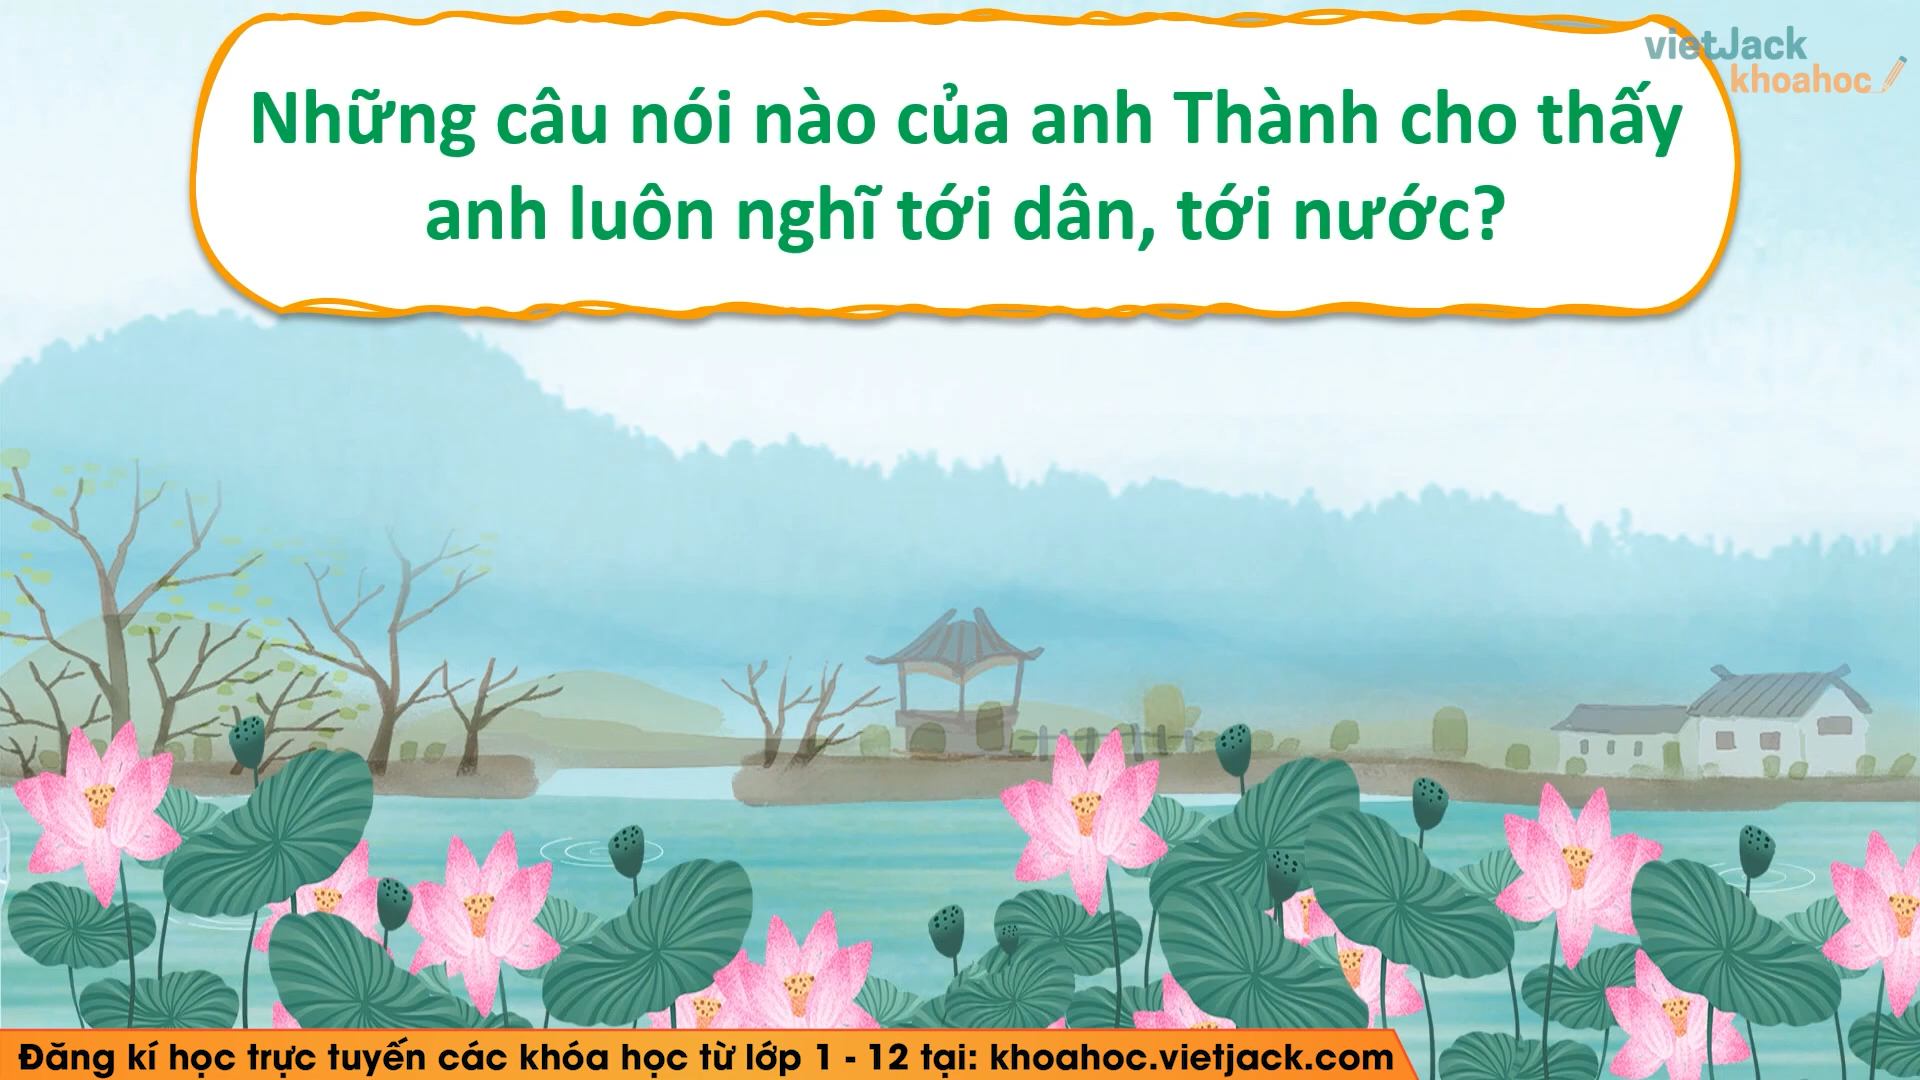 vietJack
khoahoc
Những câu nói nào của anh Thành cho thấy
anh luôn nghĩ tới dân, tới nước?
Đăng kí học trực tuyến các khóa học từ lớp 1 - 12 tại: khoahoc.vietjack.com